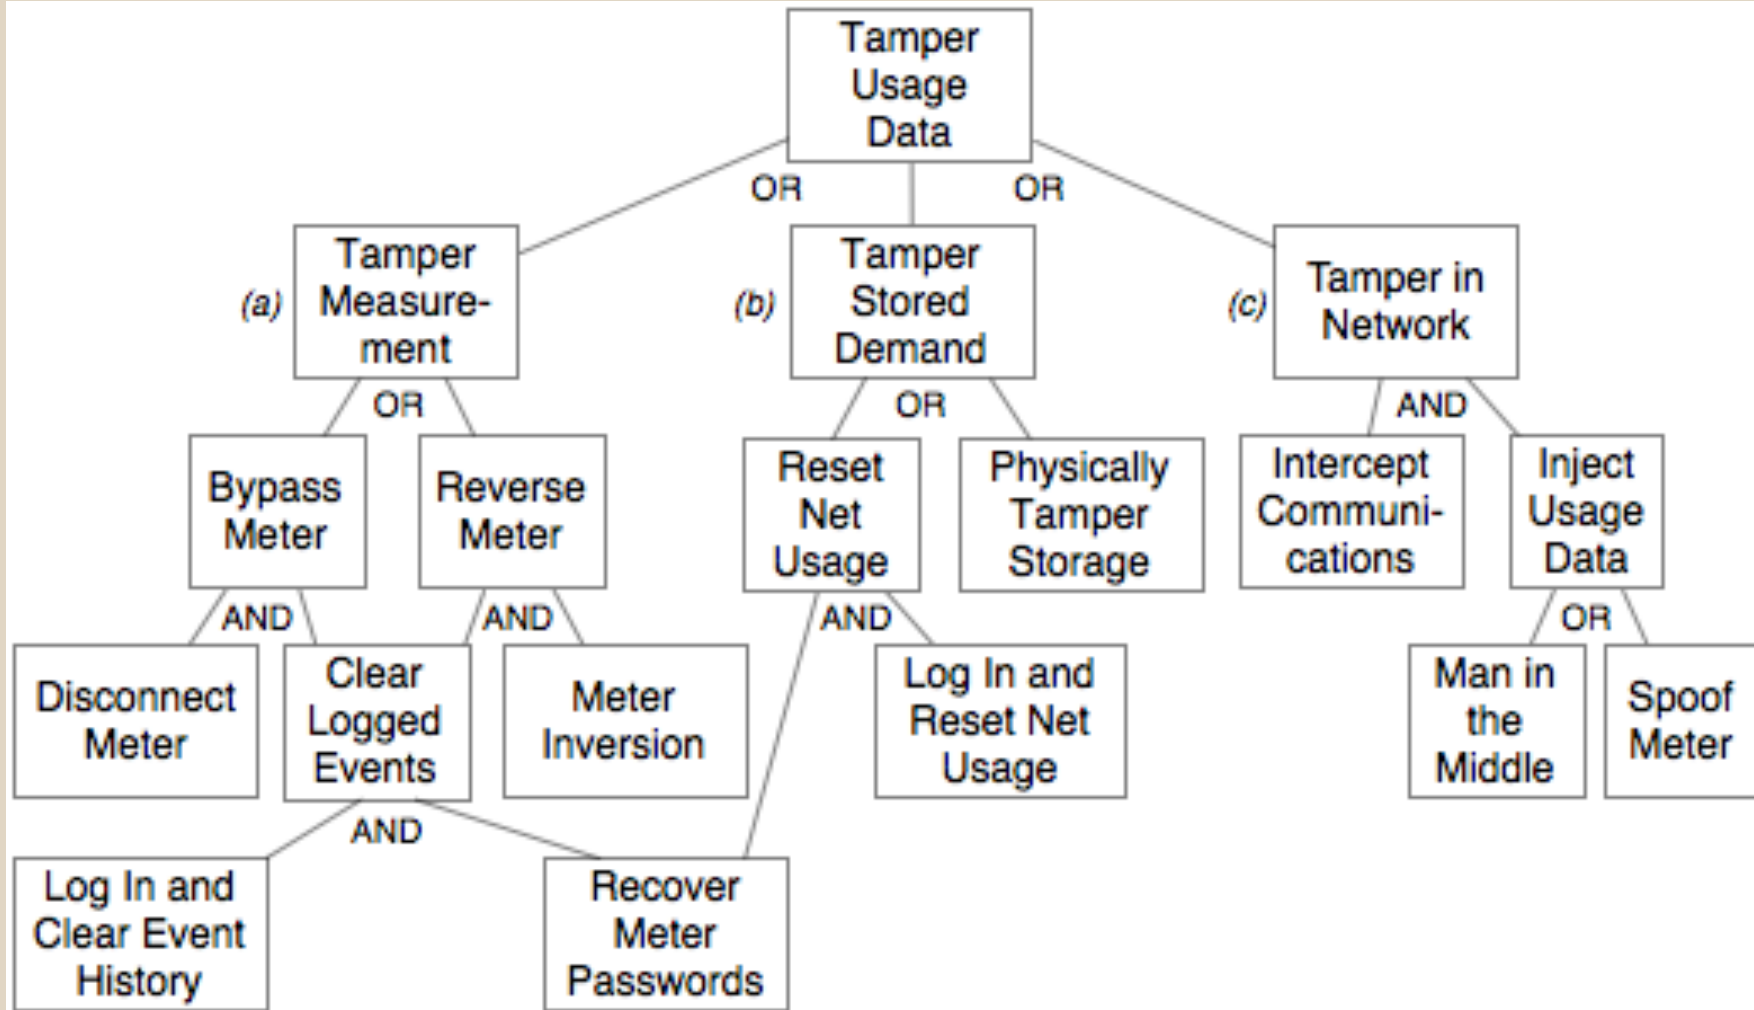 Tamper
Usage
Data
OR
OR
(a)
Tamper
Measure-
ment
(b)
Tamper
Stored
Demand
(c)
Tamper in
Network
OR
OR
AND
Bypass
Meter
Reverse
Meter
Reset
Net
Usage
Physically
Tamper
Storage
Intercept
Communi-
cations
Inject
Usage
Data
AND
AND
AND
OR
Disconnect
Meter
Clear
Logged
Events
Meter
Inversion
Log In and
Reset Net
Usage
Man in
the
Middle
Spoof
Meter
AND
Log In and
Clear Event
History
Recover
Meter
Passwords